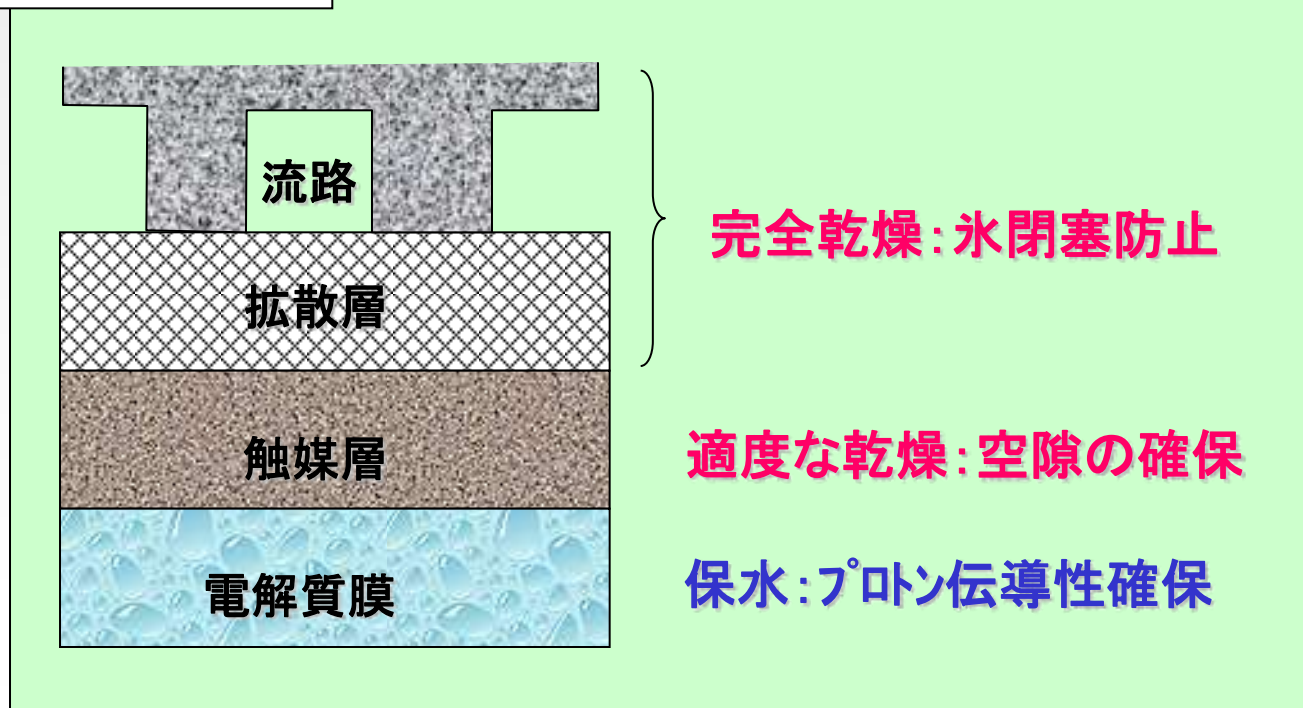 流路
完全乾燥：氷閉塞防止
拡散層
触媒層
適度な乾燥：空隙の確保
電解質膜
保水：ﾌﾟﾛﾄﾝ伝導性確保